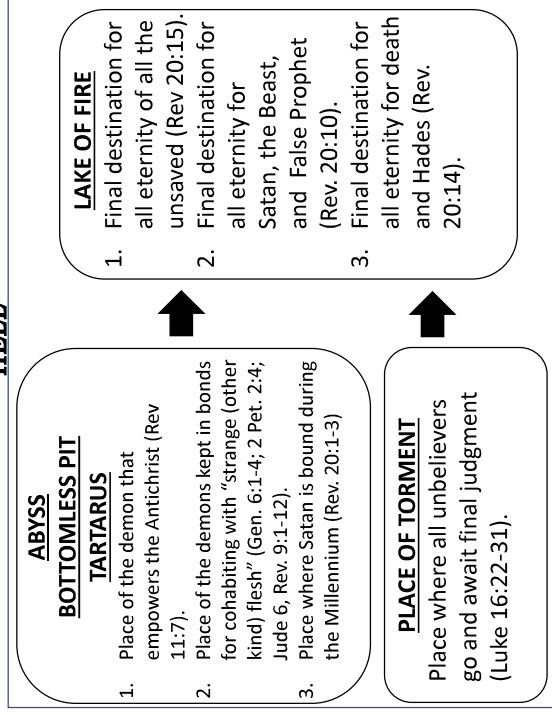 HELL
ABYSS
BOTTOMLESS PIT
TARTARUS
1. Place of the demon that
empowers the Antichrist (Rev
11:7).
2. Place of the demons kept in bonds
for cohabiting with “strange (other
kind) flesh” (Gen. 6:1-4; 2 Pet. 2:4;
Jude 6, Rev. 9:1-12).
3. Place where Satan is bound during
the Millennium (Rev. 20:1-3)
PLACE OF TORMENT
Place where all unbelievers
go and await final judgment
(Luke 16:22-31).
LAKE OF FIRE
1. Final destination for
all eternity of all the
unsaved (Rev 20:15).
2. Final destination for
all eternity for
Satan, the Beast,
and False Prophet
(Rev. 20:10).
3. Final destination for
all eternity for death
and Hades (Rev.
20:14).